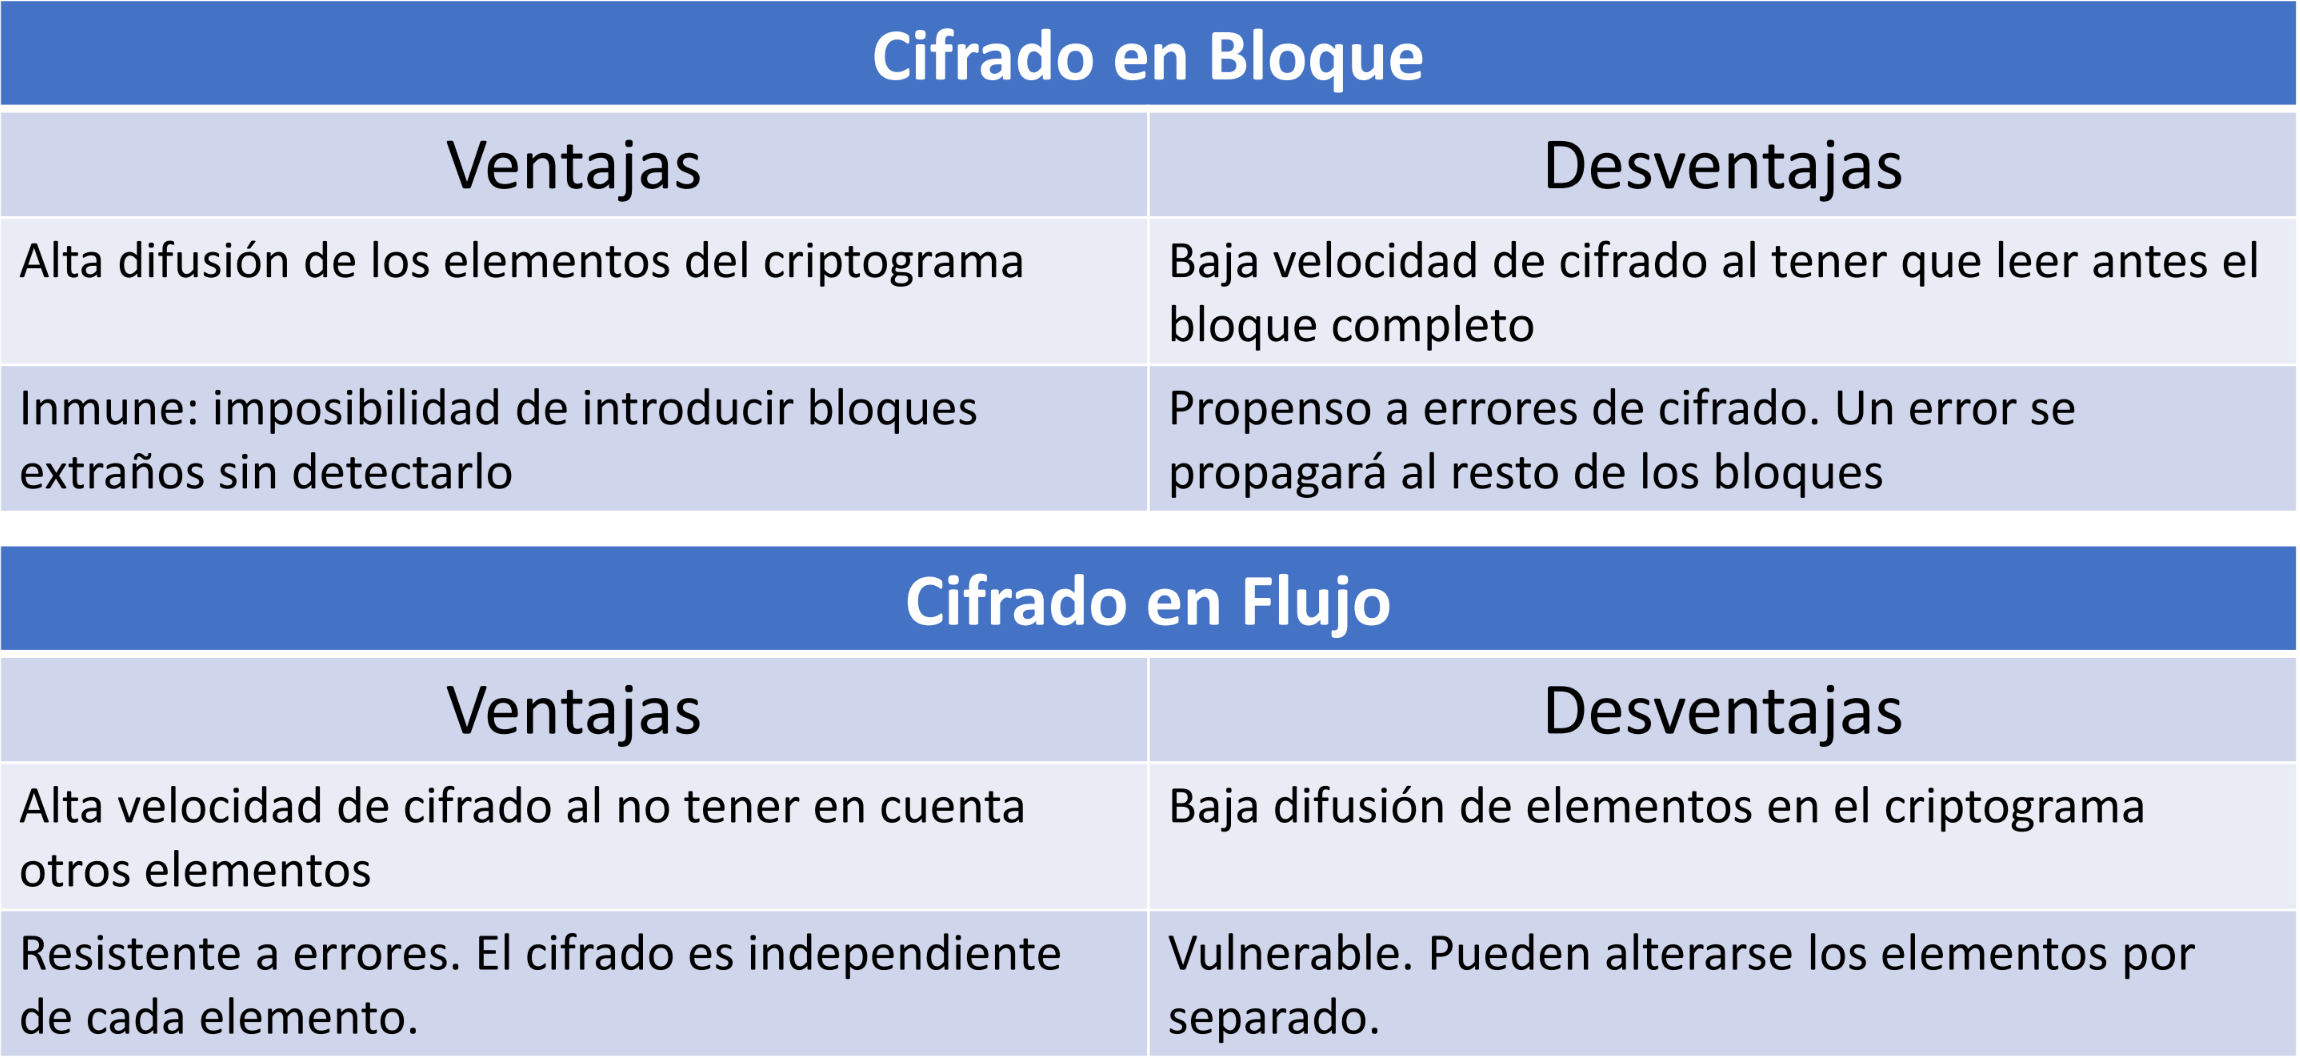 Cifrado en Bloque
Ventajas
Desventajas
Alta difusión de los elementos del criptograma
Baja velocidad de cifrado al tener que leer antes el
bloque completo
Inmune: imposibilidad de introducir bloques
extraños sin detectarlo
Propenso a errores de cifrado. Un error se
propagará al resto de los bloques
Cifrado en Flujo
Ventajas
Desventajas
Alta velocidad de cifrado al no tener en cuenta
otros elementos
Baja difusión de elementos en el criptograma
Resistente a errores. El cifrado es independiente
de cada elemento.
Vulnerable. Pueden alterarse los elementos por
separado.